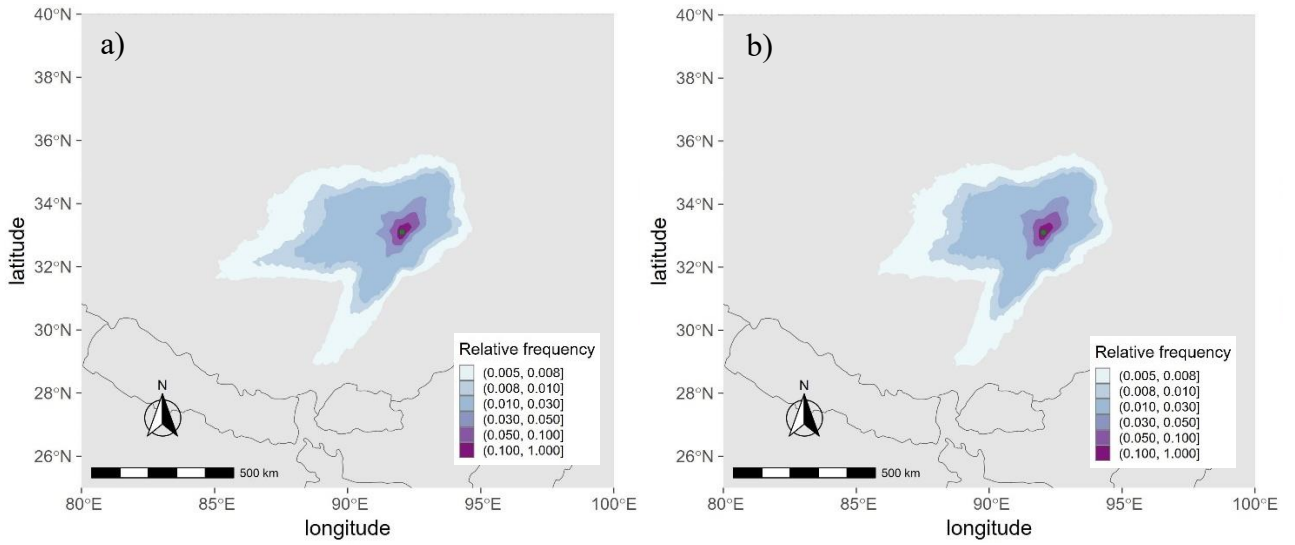 a)
40°N
38°N
36°N
34°N
32°N
30°N
28°N
26°N
latitude
80°E
85°E
90°E
95°E
100°E
longitude
N
500 km
Relative frequency
(0.005, 0.008]
(0.008, 0.010]
(0.010, 0.030]
(0.030, 0.050]
(0.050, 0.100]
(0.100, 1.000]
b)
40°N
38°N
36°N
34°N
32°N
30°N
28°N
26°N
latitude
80°E
85°E
90°E
95°E
100°E
longitude
N
500 km
Relative frequency
(0.005, 0.008]
(0.008, 0.010]
(0.010, 0.030]
(0.030, 0.050]
(0.050, 0.100]
(0.100, 1.000]